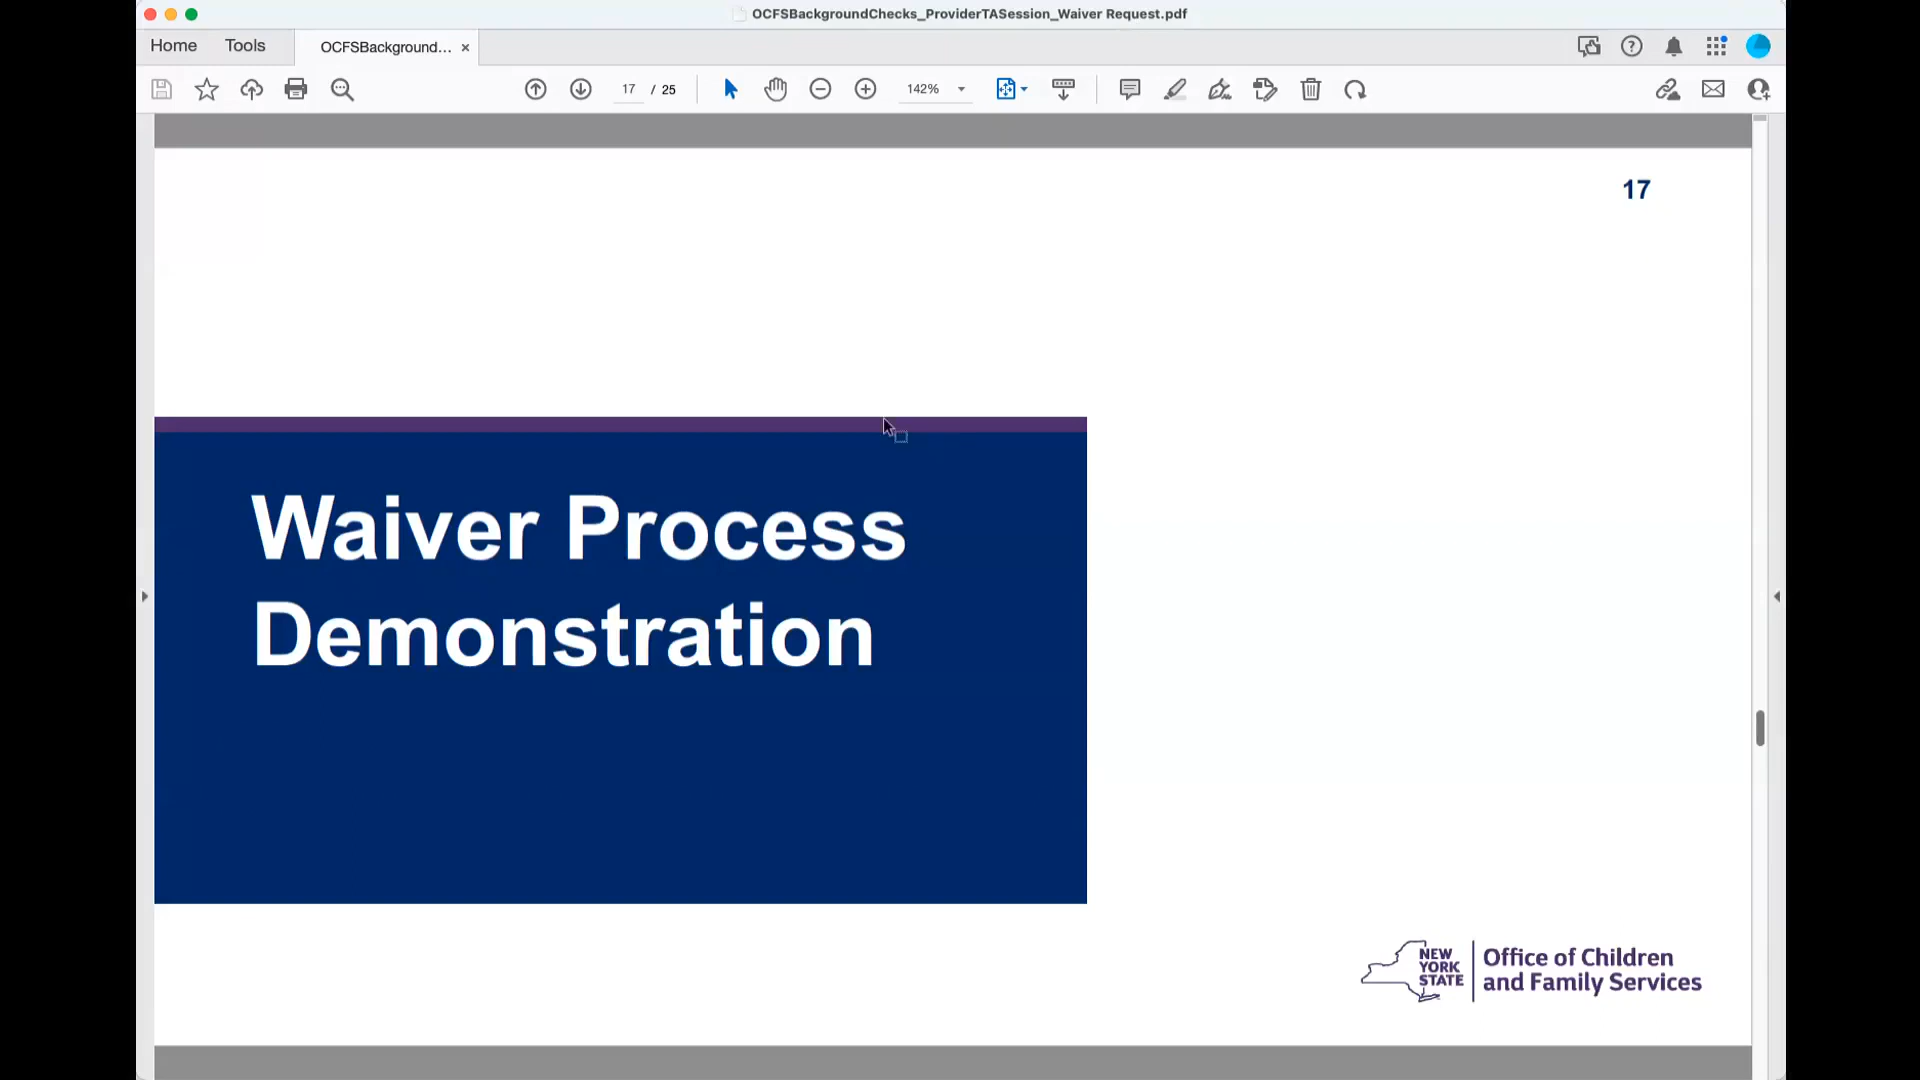 OCFSBackgroundChecks_ProviderTASession_Waiver Request.pdf
Home Tools OCFSBackground... ×
17 / 25 142%
17
Waiver Process
Demonstration
NEW
YORK
STATE
Office of Children
and Family Services